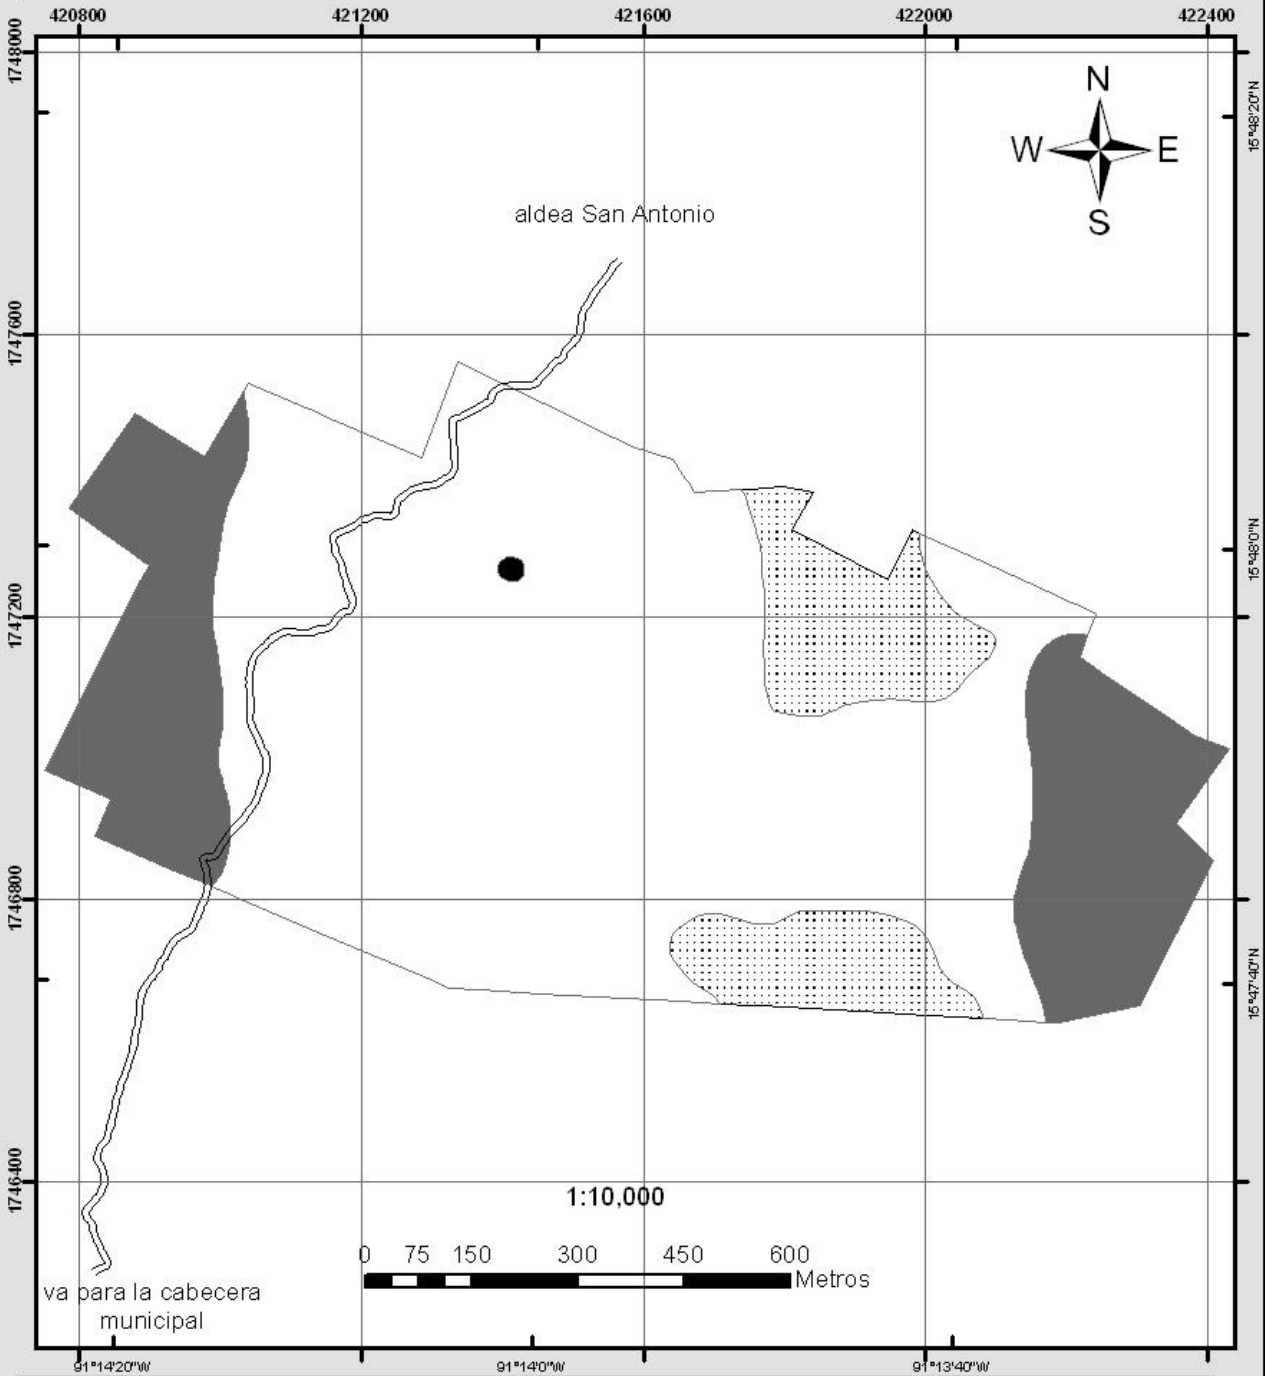 420800 421200 421600 422000 422400
1748000
N
15°48'20"N
W E
S
aldea San Antonio
1747600
15°48'0"N
1747200
1746800
15°47'40"N
1746400
1:10,000
0 75 150 300 450 600
Metros
va para la cabecera
municipal
91°14'20"W 91°14'0"W 91°13'40"W